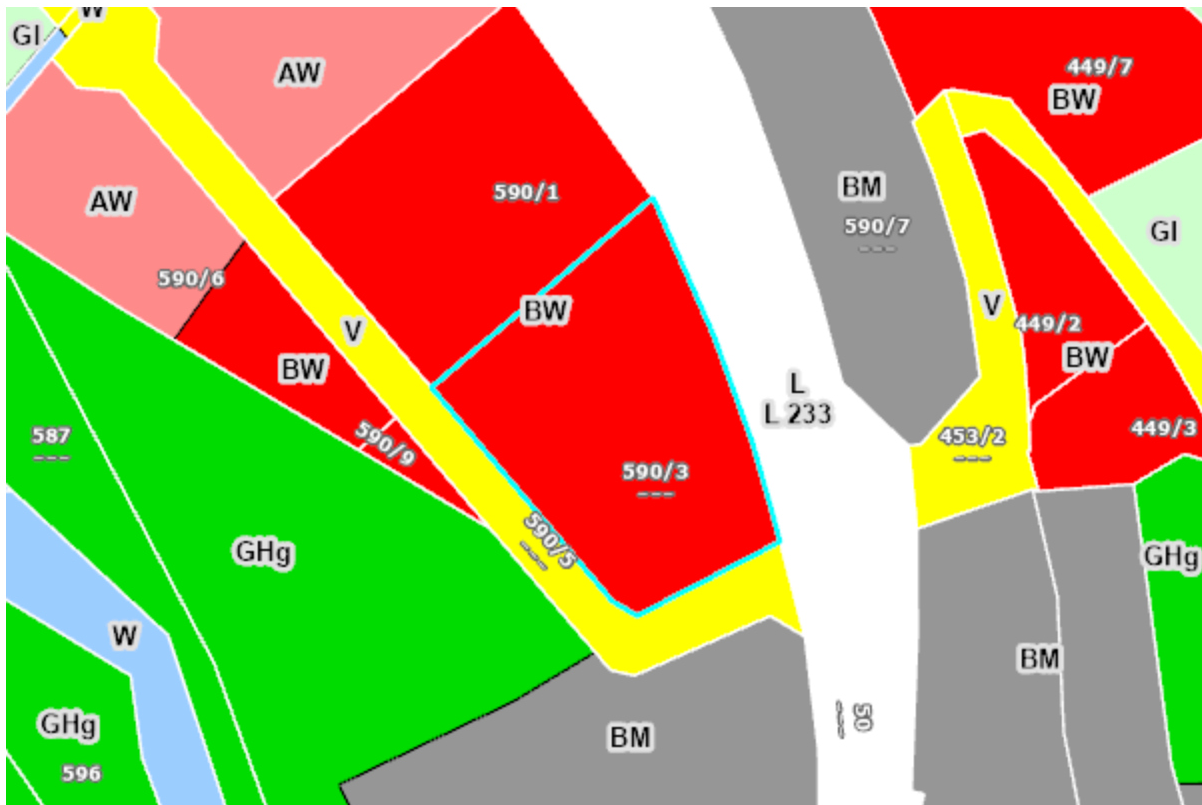 W
GI
AW
449/7
BW
590/1
BM
590/7
---
AW
GI
590/6
BW
V
V
449/2
BW
BW
L
L 233
590/9
587
---
453/2
---
449/3
590/3
---
590/5
---
GHg
GHg
W
BM
GHg
BM
50
---
596